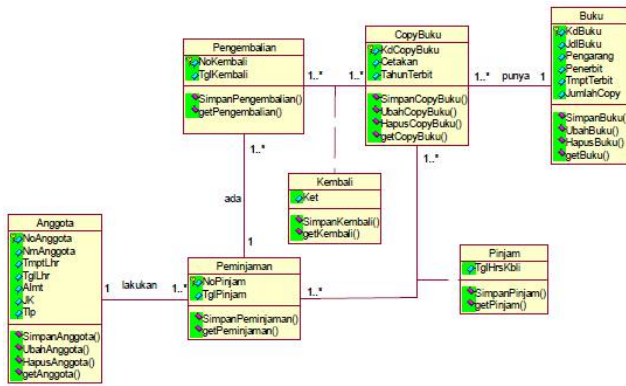 Pengembalian
NoKembali
TglKembali
SimpanPengembalian()
getPengembalian()
1..*
1..*
CopyBuku
KdCopyBuku
Cetakan
TahunTerbit
SimpanCopyBuku()
UbahCopyBuku()
HapusCopyBuku()
getCopyBuku()
1..*
punya
1
Buku
KdBuku
JdlBuku
Pengarang
Penerbit
TmptTerbit
JumlahCopy
SimpanBuku()
UbahBuku()
HapusBuku()
getBuku()
1..*
1..*
ada
1
Kembali
Ket
SimpanKembali()
getKembali()
Anggota
NoAnggota
NmAnggota
TmptLhr
TglLhr
Almt
JK
Tlp
SimpanAnggota()
UbahAnggota()
HapusAnggota()
getAnggota()
1
lakukan
1..*
Peminjaman
NoPinjam
TglPinjam
SimpanPeminjaman()
getPeminjaman()
1..*
Pinjam
TglHrsKbli
SimpanPinjam()
getPinjam()